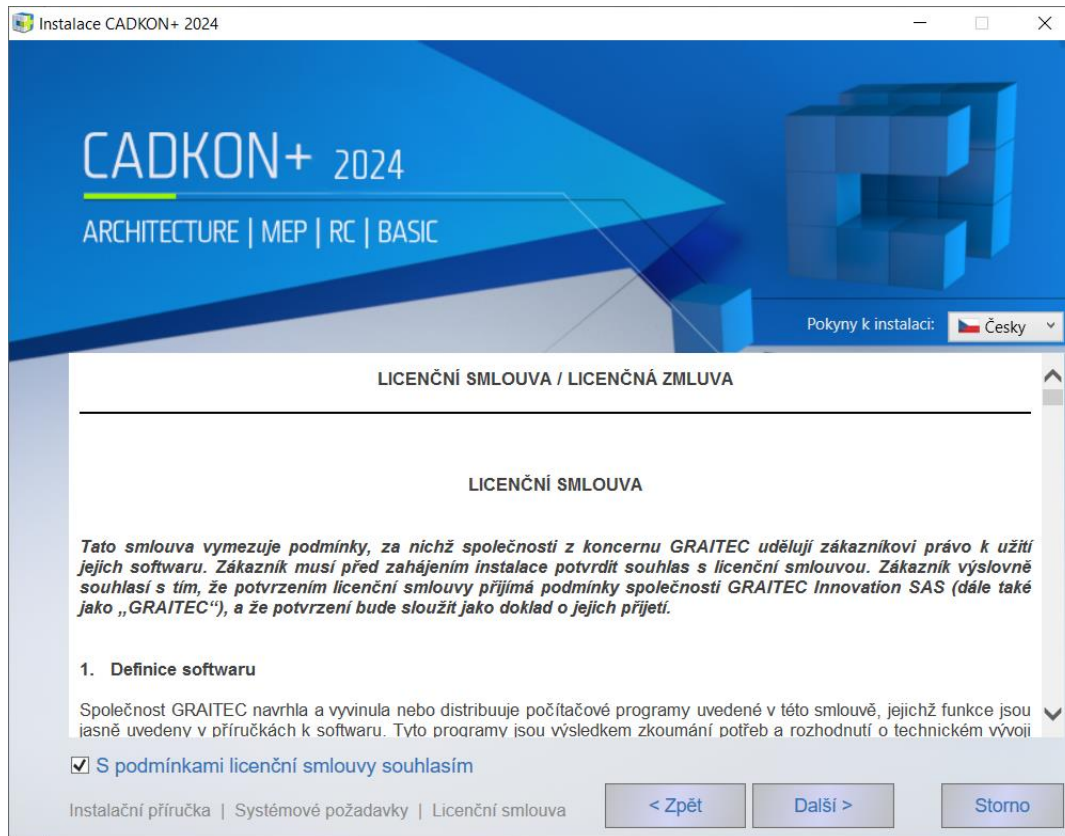 Instalace CADKON+ 2024
CADKON+ 2024
ARCHITECTURE | MEP | RC | BASIC
Pokyny k instalaci: Česky
LICENČNÍ SMLOUVA / LICENČNÁ ZMLUVA
LICENČNÍ SMLOUVA
Tato smlouva vymezuje podmínky, za nichž společnosti z koncernu GRAITEC udělují zákazníkovi právo k užití
jejich softwaru. Zákazník musí před zahájením instalace potvrdit souhlas s licenční smlouvou. Zákazník výslovně
souhlasí s tím, že potvrzením licenční smlouvy přijímá podmínky společnosti GRAITEC Innovation SAS (dále také
jako „GRAITEC“), a že potvrzení bude sloužit jako doklad o jejich přijetí.
1. Definice softwaru
Společnost GRAITEC navrhla a vyvinula nebo distribuuje počítačové programy uvedené v této smlouvě, jejichž funkce jsou
jasně uvedeny v příručkách k softwaru. Tyto programy jsou výsledkem zkoumání potřeb a rozhodnutí o technickém vývoji
S podmínkami licenční smlouvy souhlasím
Instalační příručka | Systémové požadavky | Licenční smlouva
< Zpět
Další >
Storno